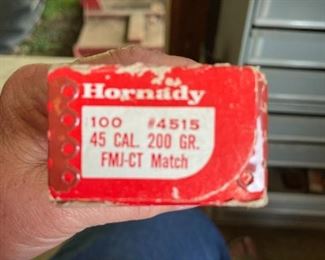 Hornady
100 #4515
45 CAL. 200 GR.
FMJ-CT Match